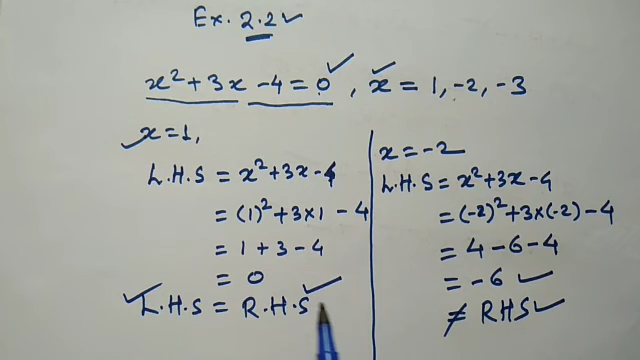 Ex. 2.2 ✓
x² + 3x - 4 = 0 ✓, ✓x = 1, -2, -3
✓x = 1,
L.H.S = x² + 3x - 4
= (1)² + 3×1 - 4
= 1 + 3 - 4
= 0
✓L.H.S = R.H.S ✓
x = -2
L.H.S = x² + 3x - 4
= (-2)² + 3×(-2) - 4
= 4 - 6 - 4
= -6 ✓
≠ RHS ✓